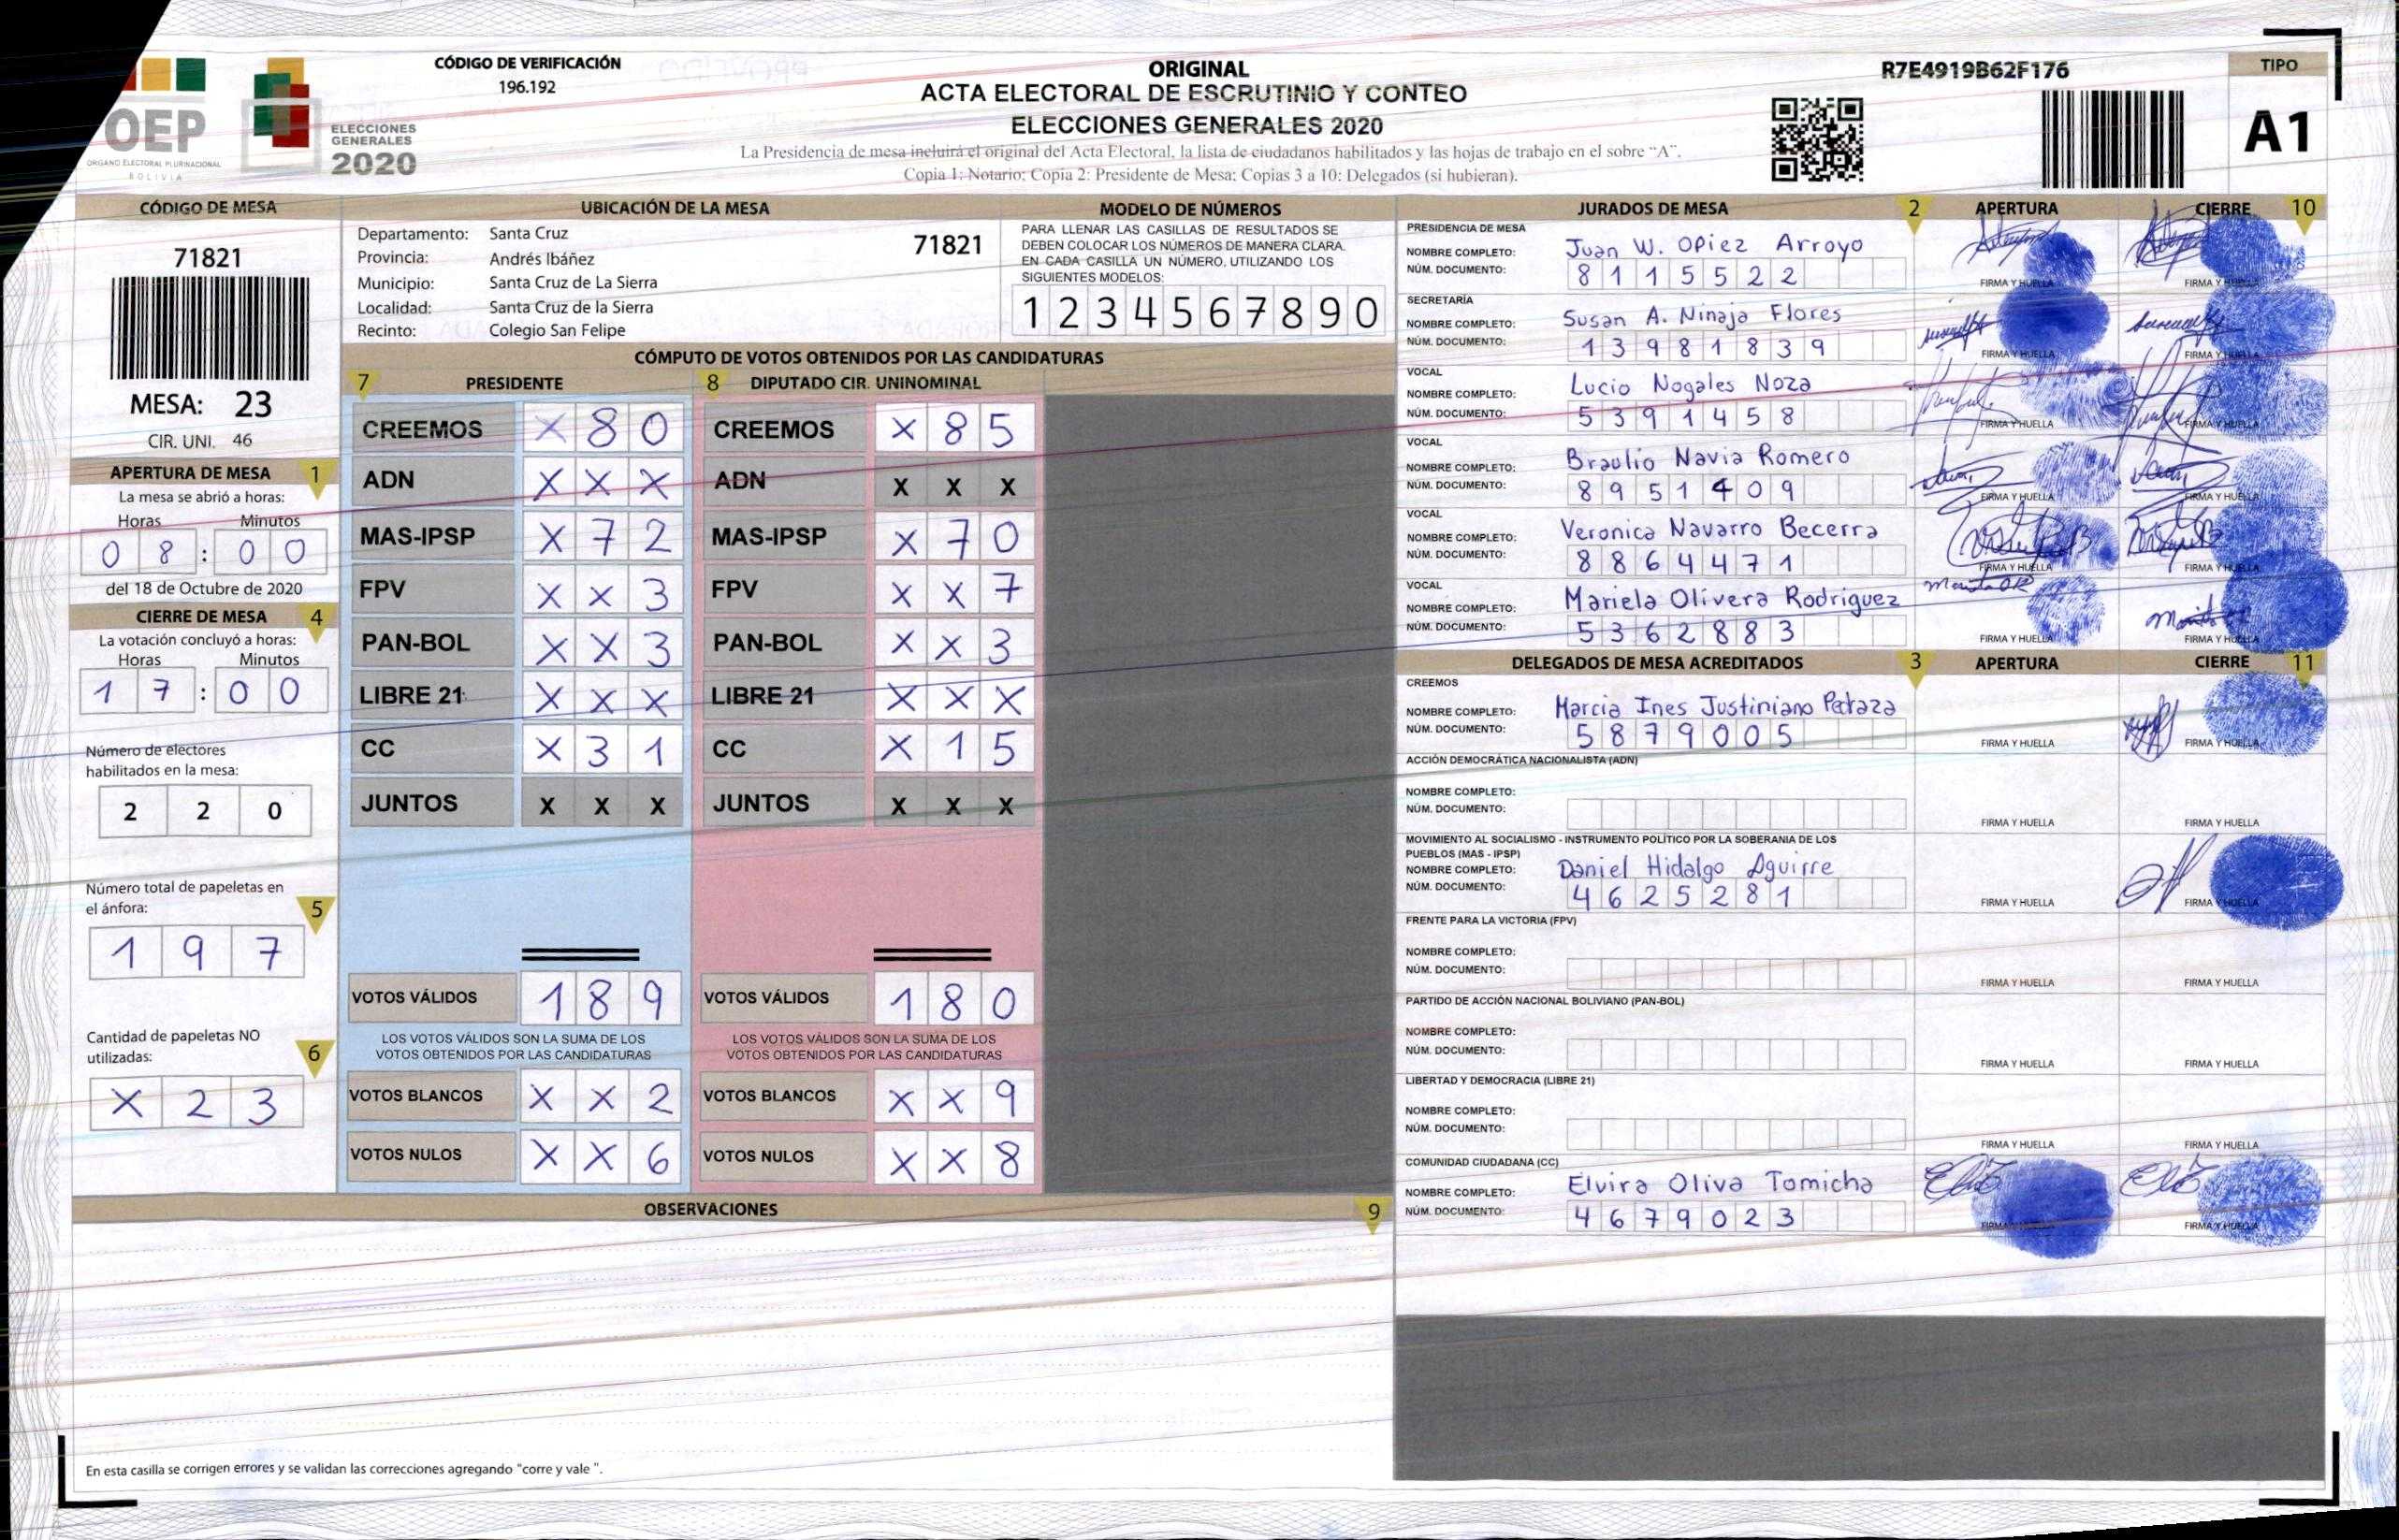 OEP
ORGANO ELECTORAL PLURINACIONAL
BOLIVIA
ELECCIONES
GENERALES
2020
CÓDIGO DE VERIFICACIÓN
196.192
ORIGINAL
ACTA ELECTORAL DE ESCRUTINIO Y CONTEO
ELECCIONES GENERALES 2020
La Presidencia de mesa incluirá el original del Acta Electoral, la lista de ciudadanos habilitados y las hojas de trabajo en el sobre “A”.
Copia 1: Notario; Copia 2: Presidente de Mesa; Copias 3 a 10: Delegados (si hubieran).
R7E4919B62F176
TIPO
A1
CÓDIGO DE MESA
71821
MESA: 23
CIR. UNI. 46
APERTURA DE MESA 1
La mesa se abrió a horas:
Horas Minutos
0 8 : 0 0
del 18 de Octubre de 2020
CIERRE DE MESA 4
La votación concluyó a horas:
Horas Minutos
1 7 : 0 0
Número de electores
habilitados en la mesa:
2 2 0
Número total de papeletas en
el ánfora: 5
1 9 7
Cantidad de papeletas NO
utilizadas: 6
X 2 3
UBICACIÓN DE LA MESA
Departamento: Santa Cruz 71821
Provincia: Andrés Ibáñez
Municipio: Santa Cruz de La Sierra
Localidad: Santa Cruz de la Sierra
Recinto: Colegio San Felipe
MODELO DE NÚMEROS
PARA LLENAR LAS CASILLAS DE RESULTADOS SE
DEBEN COLOCAR LOS NÚMEROS DE MANERA CLARA.
EN CADA CASILLA UN NÚMERO, UTILIZANDO LOS
SIGUIENTES MODELOS:
1 2 3 4 5 6 7 8 9 0
CÓMPUTO DE VOTOS OBTENIDOS POR LAS CANDIDATURAS
7 PRESIDENTE 8 DIPUTADO CIR. UNINOMINAL
CREEMOS X 8 0 CREEMOS X 8 5
ADN X X X ADN X X X
MAS-IPSP X 7 2 MAS-IPSP X 7 0
FPV X X 3 FPV X X 7
PAN-BOL X X 3 PAN-BOL X X 3
LIBRE 21 X X X LIBRE 21 X X X
CC X 3 1 CC X 1 5
JUNTOS X X X JUNTOS X X X
VOTOS VÁLIDOS 1 8 9 VOTOS VÁLIDOS 1 8 0
LOS VOTOS VÁLIDOS SON LA SUMA DE LOS LOS VOTOS VÁLIDOS SON LA SUMA DE LOS
VOTOS OBTENIDOS POR LAS CANDIDATURAS VOTOS OBTENIDOS POR LAS CANDIDATURAS
VOTOS BLANCOS X X 2 VOTOS BLANCOS X X 9
VOTOS NULOS X X 6 VOTOS NULOS X X 8
OBSERVACIONES 9
En esta casilla se corrigen errores y se validan las correcciones agregando "corre y vale ".
JURADOS DE MESA 2 APERTURA CIERRE 10
PRESIDENCIA DE MESA
NOMBRE COMPLETO: Juan W. Opiez Arroyo
NÚM. DOCUMENTO: 8 1 1 5 5 2 2 FIRMA Y HUELLA FIRMA Y HUELLA
SECRETARÍA
NOMBRE COMPLETO: Susan A. Ninaja Flores
NÚM. DOCUMENTO: 1 3 9 8 1 8 3 9 FIRMA Y HUELLA FIRMA Y HUELLA
VOCAL
NOMBRE COMPLETO: Lucio Nogales Noza
NÚM. DOCUMENTO: 5 3 9 1 4 5 8 FIRMA Y HUELLA FIRMA Y HUELLA
VOCAL
NOMBRE COMPLETO: Braulio Navia Romero
NÚM. DOCUMENTO: 8 9 5 1 4 0 9 FIRMA Y HUELLA FIRMA Y HUELLA
VOCAL
NOMBRE COMPLETO: Veronica Navarro Becerra
NÚM. DOCUMENTO: 8 8 6 4 4 7 1 FIRMA Y HUELLA FIRMA Y HUELLA
VOCAL
NOMBRE COMPLETO: Mariela Olivera Rodriguez
NÚM. DOCUMENTO: 5 3 6 2 8 8 3 FIRMA Y HUELLA FIRMA Y HUELLA
DELEGADOS DE MESA ACREDITADOS 3 APERTURA CIERRE 11
CREEMOS
NOMBRE COMPLETO: Marcia Ines Justiniano Pedraza
NÚM. DOCUMENTO: 5 8 7 9 0 0 5 FIRMA Y HUELLA FIRMA Y HUELLA
ACCIÓN DEMOCRÁTICA NACIONALISTA (ADN)
NOMBRE COMPLETO:
NÚM. DOCUMENTO: FIRMA Y HUELLA FIRMA Y HUELLA
MOVIMIENTO AL SOCIALISMO - INSTRUMENTO POLÍTICO POR LA SOBERANIA DE LOS
PUEBLOS (MAS - IPSP)
NOMBRE COMPLETO: Daniel Hidalgo Aguirre
NÚM. DOCUMENTO: 4 6 2 5 2 8 1 FIRMA Y HUELLA FIRMA Y HUELLA
FRENTE PARA LA VICTORIA (FPV)
NOMBRE COMPLETO:
NÚM. DOCUMENTO: FIRMA Y HUELLA FIRMA Y HUELLA
PARTIDO DE ACCIÓN NACIONAL BOLIVIANO (PAN-BOL)
NOMBRE COMPLETO:
NÚM. DOCUMENTO: FIRMA Y HUELLA FIRMA Y HUELLA
LIBERTAD Y DEMOCRACIA (LIBRE 21)
NOMBRE COMPLETO:
NÚM. DOCUMENTO: FIRMA Y HUELLA FIRMA Y HUELLA
COMUNIDAD CIUDADANA (CC)
NOMBRE COMPLETO: Elvira Oliva Tomicha
NÚM. DOCUMENTO: 4 6 7 9 0 2 3 FIRMA Y HUELLA FIRMA Y HUELLA